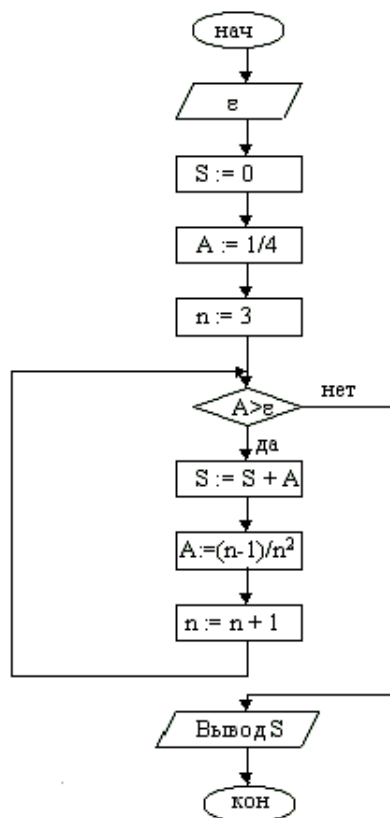 нач
ε
S := 0
A := 1/4
n := 3
A>ε
нет
да
S := S + A
A:=(n-1)/n²
n := n + 1
Вывод S
кон